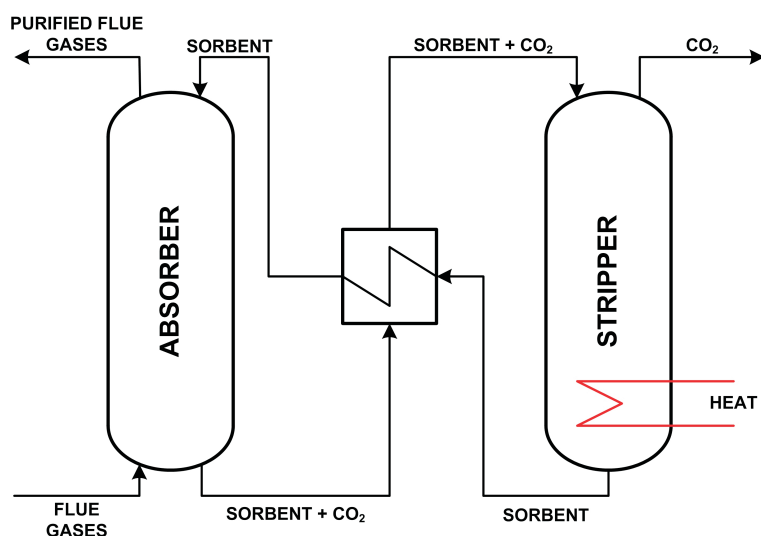 PURIFIED FLUE
GASES
SORBENT
SORBENT + CO₂
CO₂
ABSORBER
STRIPPER
HEAT
FLUE
GASES
SORBENT + CO₂
SORBENT